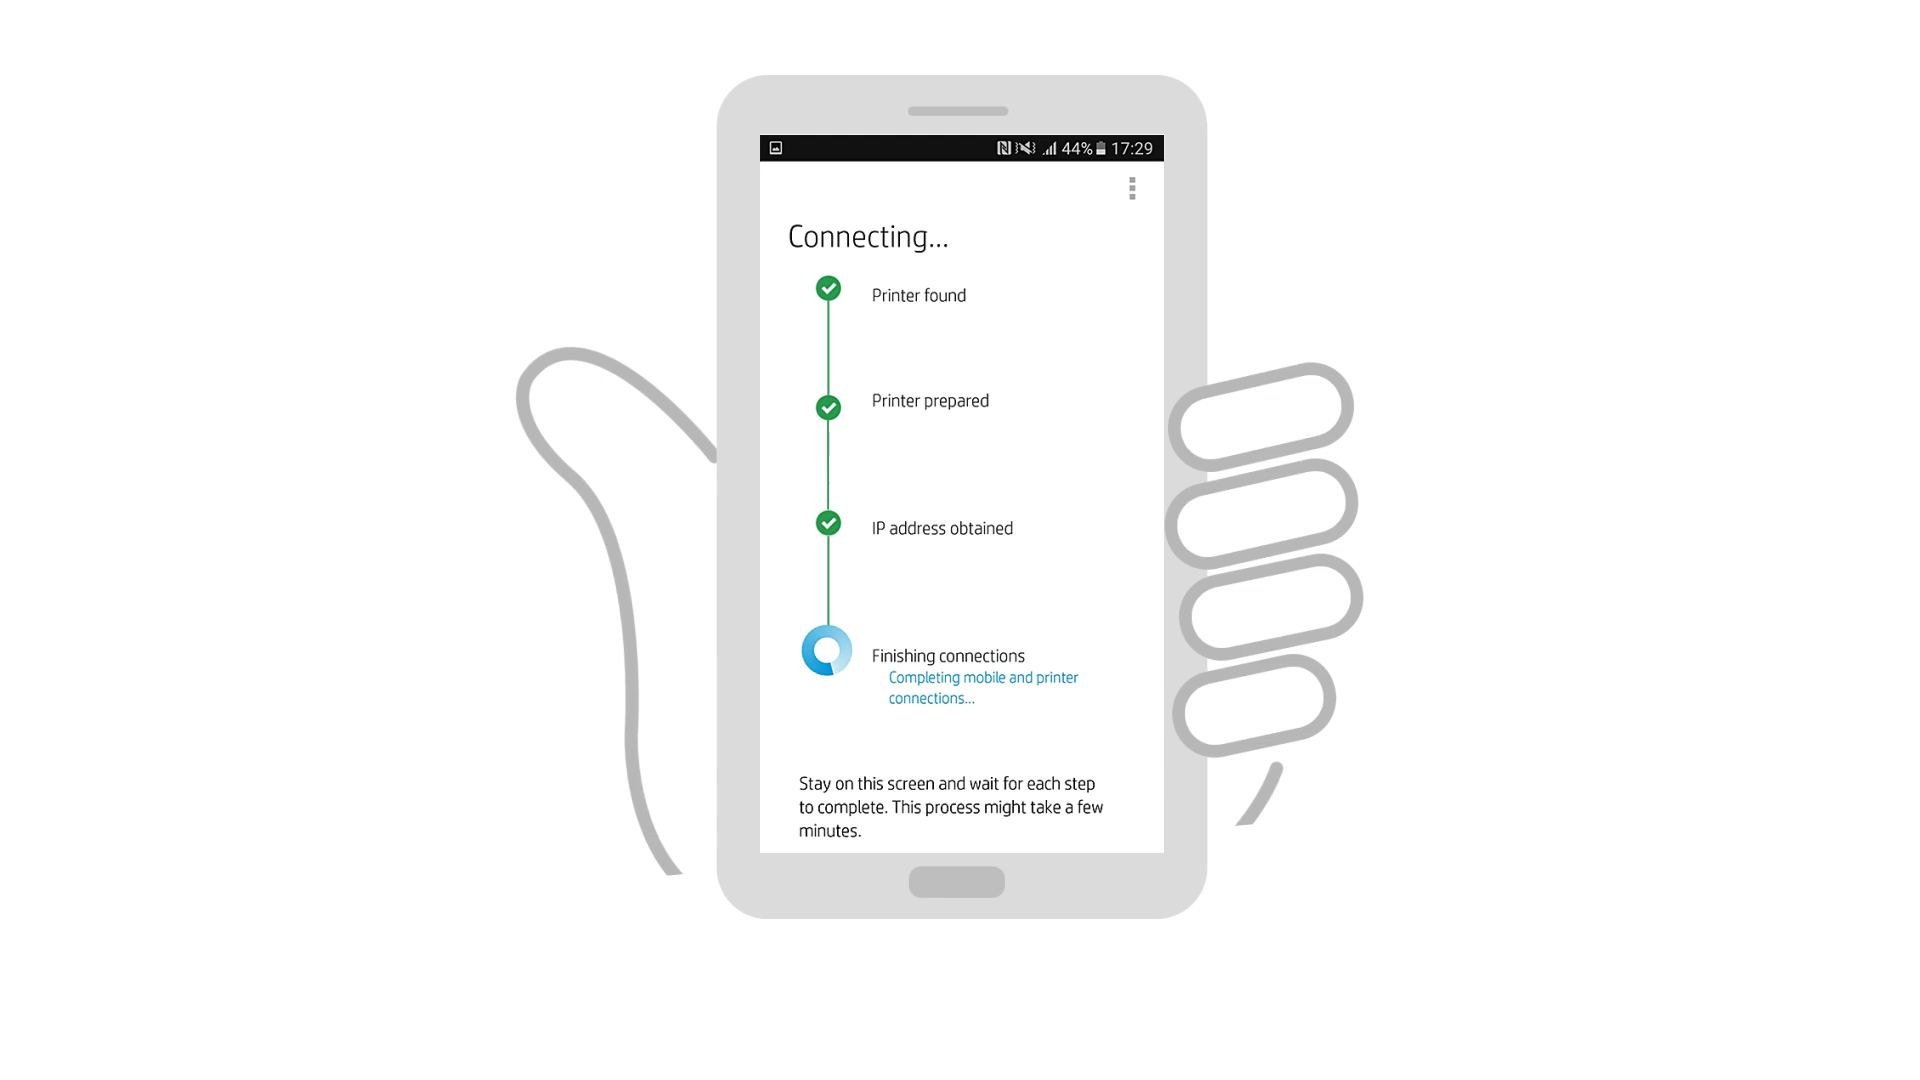 44% 17:29
Connecting...
Printer found
Printer prepared
IP address obtained
Finishing connections
Completing mobile and printer
connections...
Stay on this screen and wait for each step
to complete. This process might take a few
minutes.